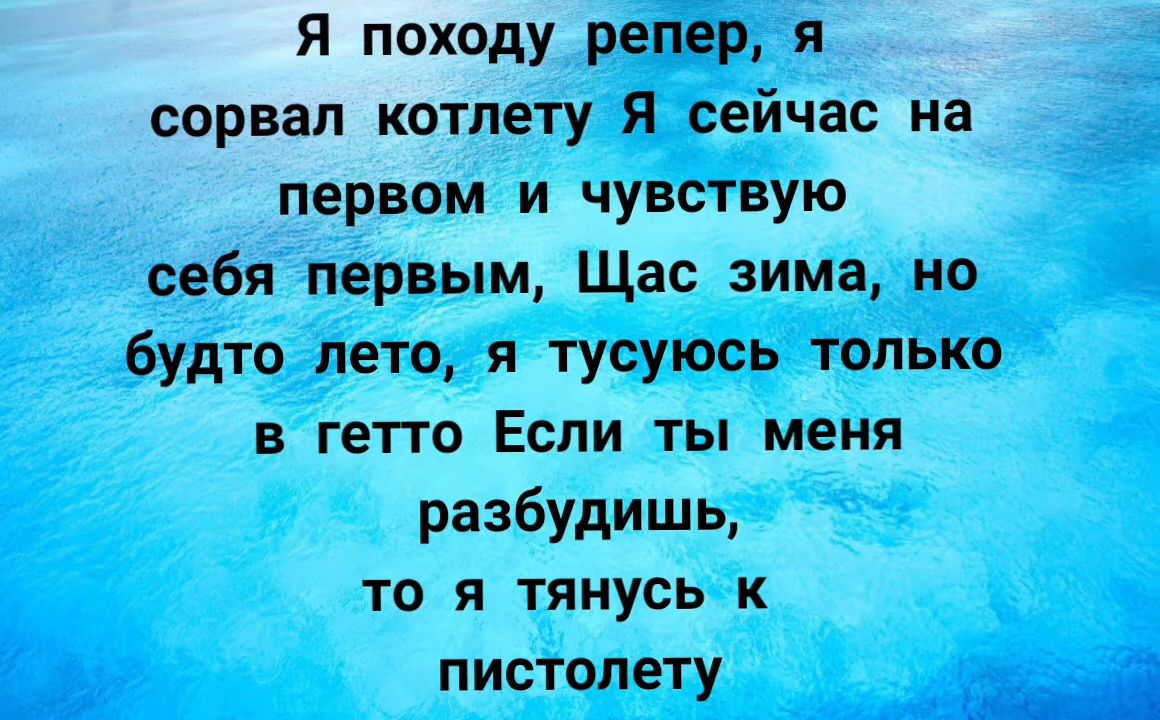 Я походу репер, я
сорвал котлету Я сейчас на
первом и чувствую
себя первым, Щас зима, но
будто лето, я тусуюсь только
в гетто Если ты меня
разбудишь,
то я тянусь к
пистолету